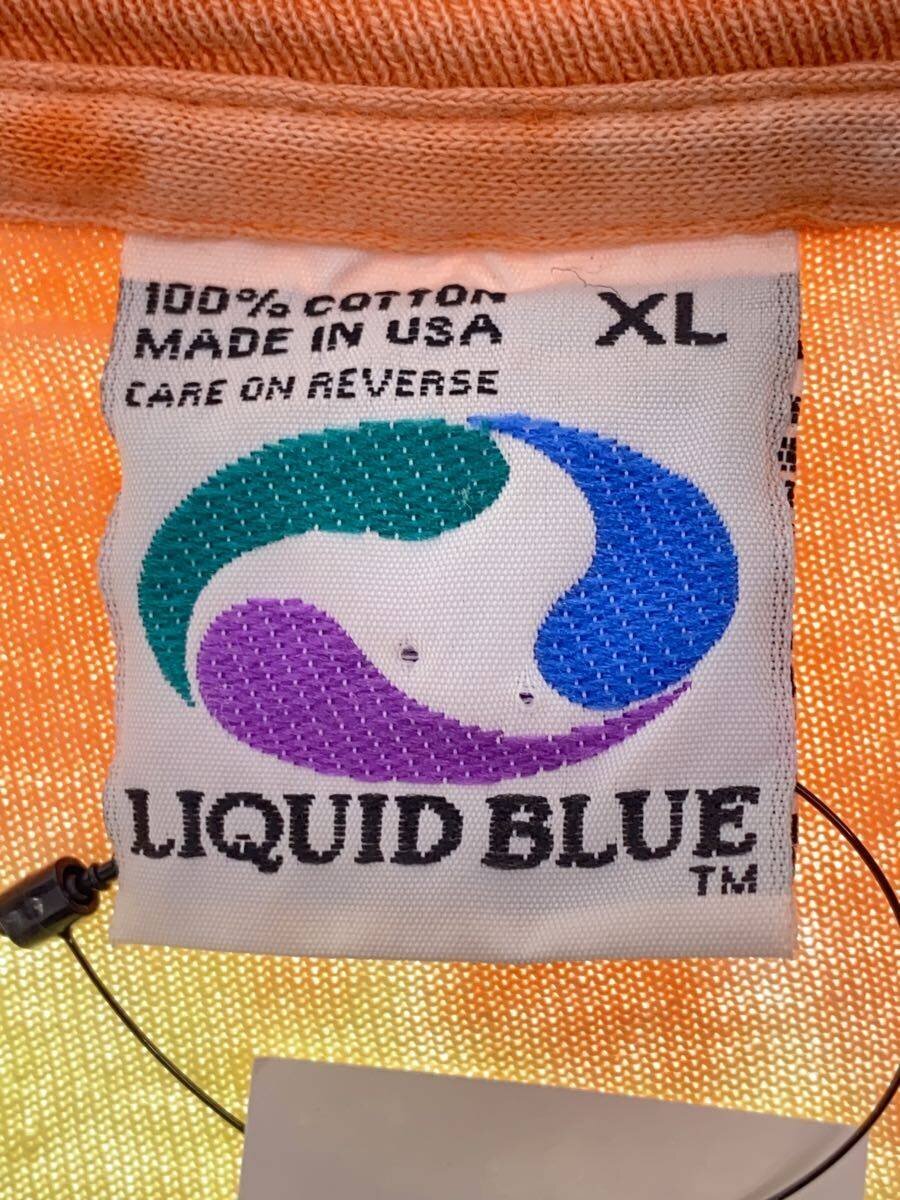 100% COTTON
MADE IN USA
CARE ON REVERSE
XL
LIQUID BLUE
TM